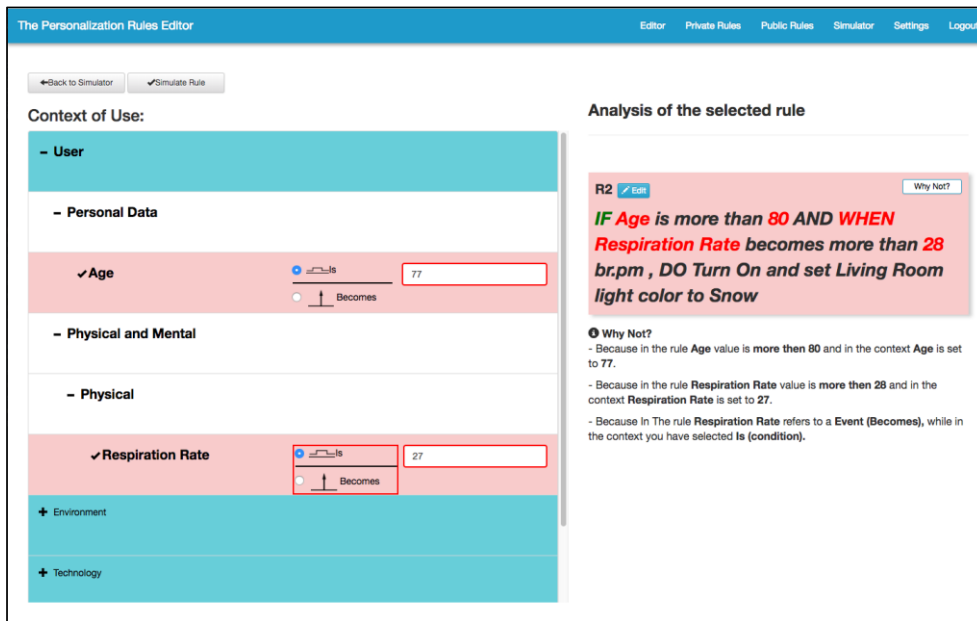 The Personalization Rules Editor
Editor Private Rules Public Rules Simulator Settings Logout
Back to Simulator Simulate Rule
Context of Use:
– User
– Personal Data
Age
Is
77
Becomes
– Physical and Mental
– Physical
Respiration Rate
Is
27
Becomes
+ Environment
+ Technology
Analysis of the selected rule
R2 Edit Why Not?
IF Age is more than 80 AND WHEN
Respiration Rate becomes more than 28
br.pm , DO Turn On and set Living Room
light color to Snow
Why Not?
- Because in the rule Age value is more then 80 and in the context Age is set
to 77.
- Because in the rule Respiration Rate value is more then 28 and in the
context Respiration Rate is set to 27.
- Because In The rule Respiration Rate refers to a Event (Becomes), while in
the context you have selected Is (condition).